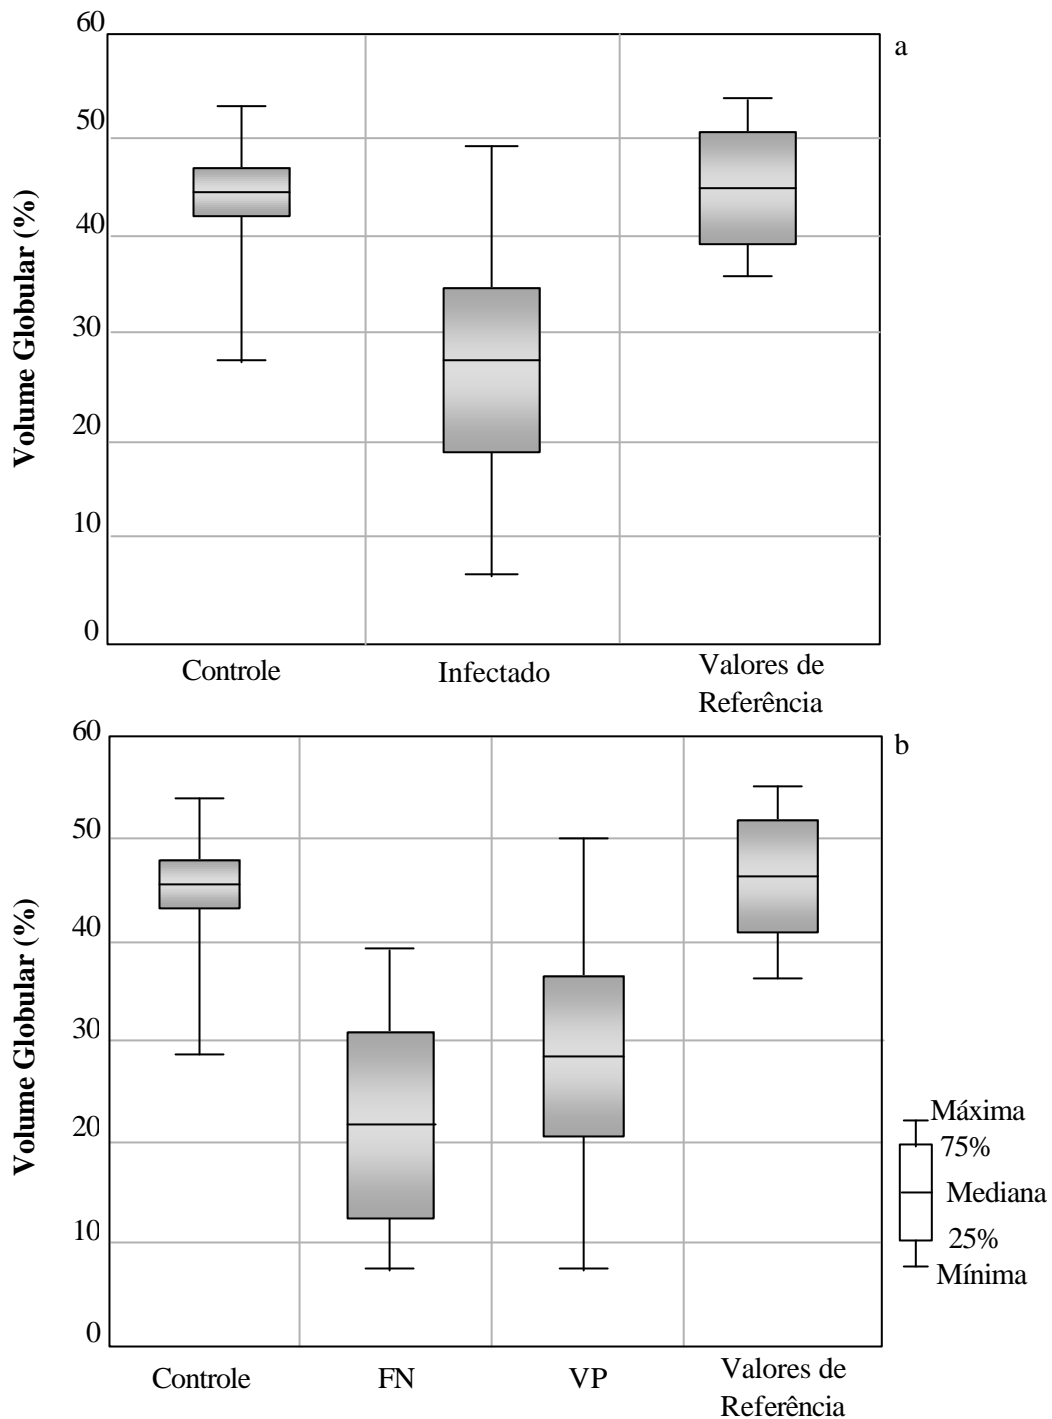 60
a
50
40
30
20
10
0
Volume Globular (%)
Controle
Infectado
Valores de
Referência
60
b
50
40
30
20
10
0
Volume Globular (%)
Máxima
75%
Mediana
25%
Mínima
Controle
FN
VP
Valores de
Referência